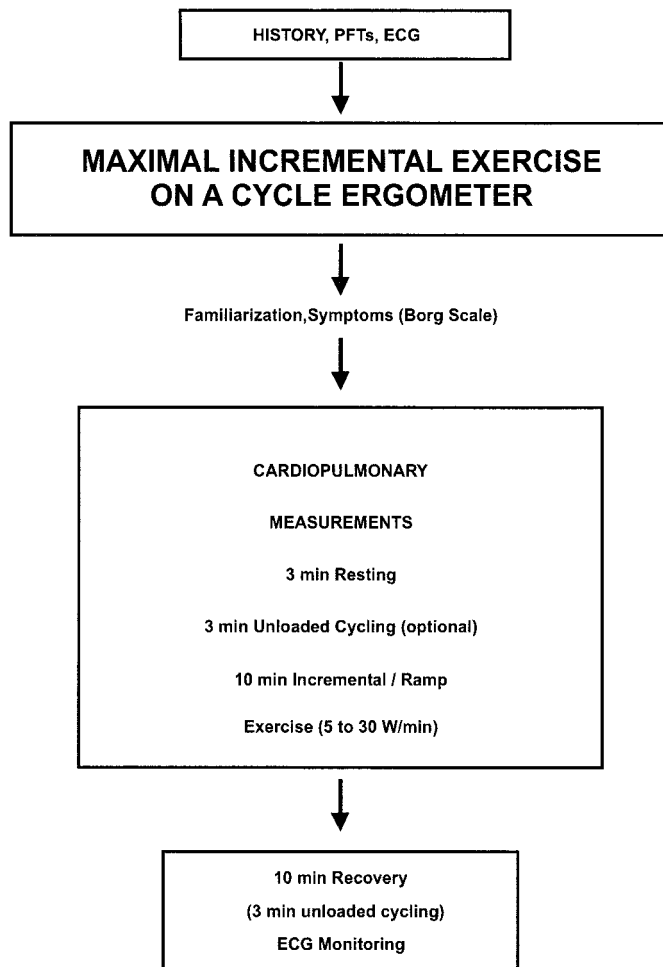 HISTORY, PFTs, ECG
MAXIMAL INCREMENTAL EXERCISE
ON A CYCLE ERGOMETER
Familiarization,Symptoms (Borg Scale)
CARDIOPULMONARY
MEASUREMENTS
3 min Resting
3 min Unloaded Cycling (optional)
10 min Incremental / Ramp
Exercise (5 to 30 W/min)
10 min Recovery
(3 min unloaded cycling)
ECG Monitoring